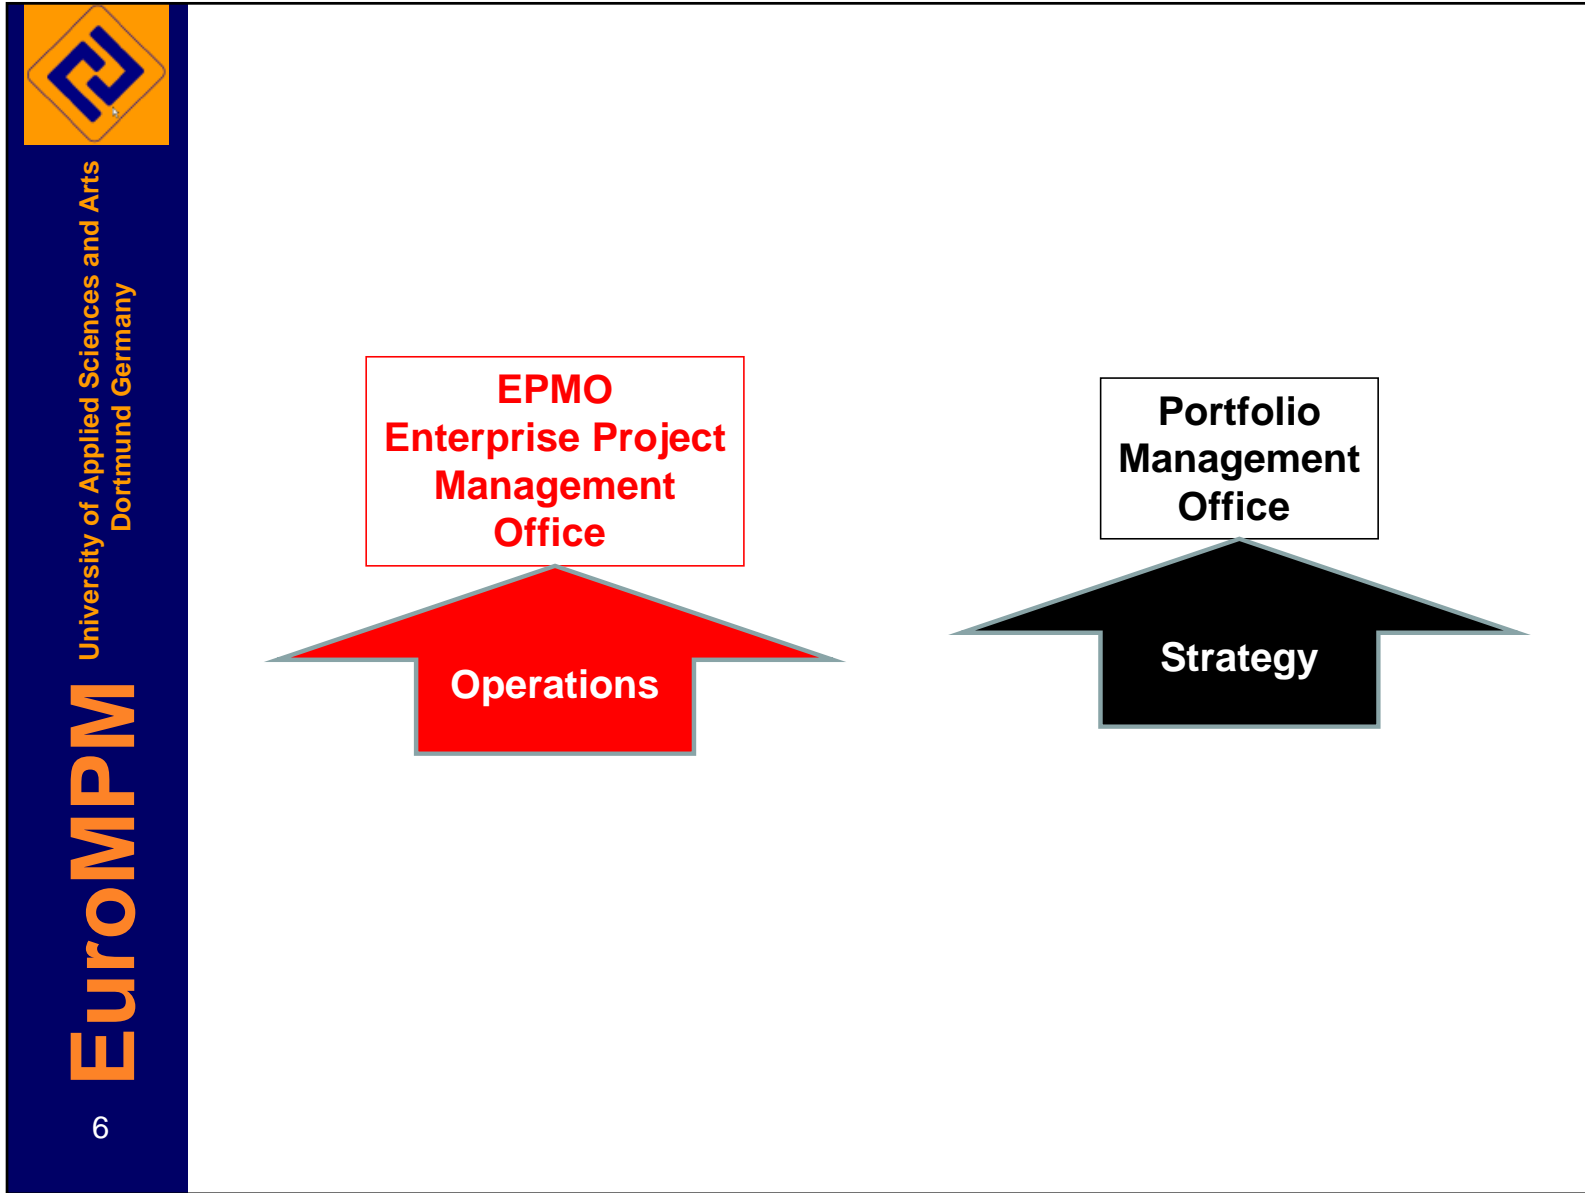 University of Applied Sciences and Arts
Dortmund Germany
EuroMPM
6
EPMO
Enterprise Project
Management
Office
Operations
Portfolio
Management
Office
Strategy